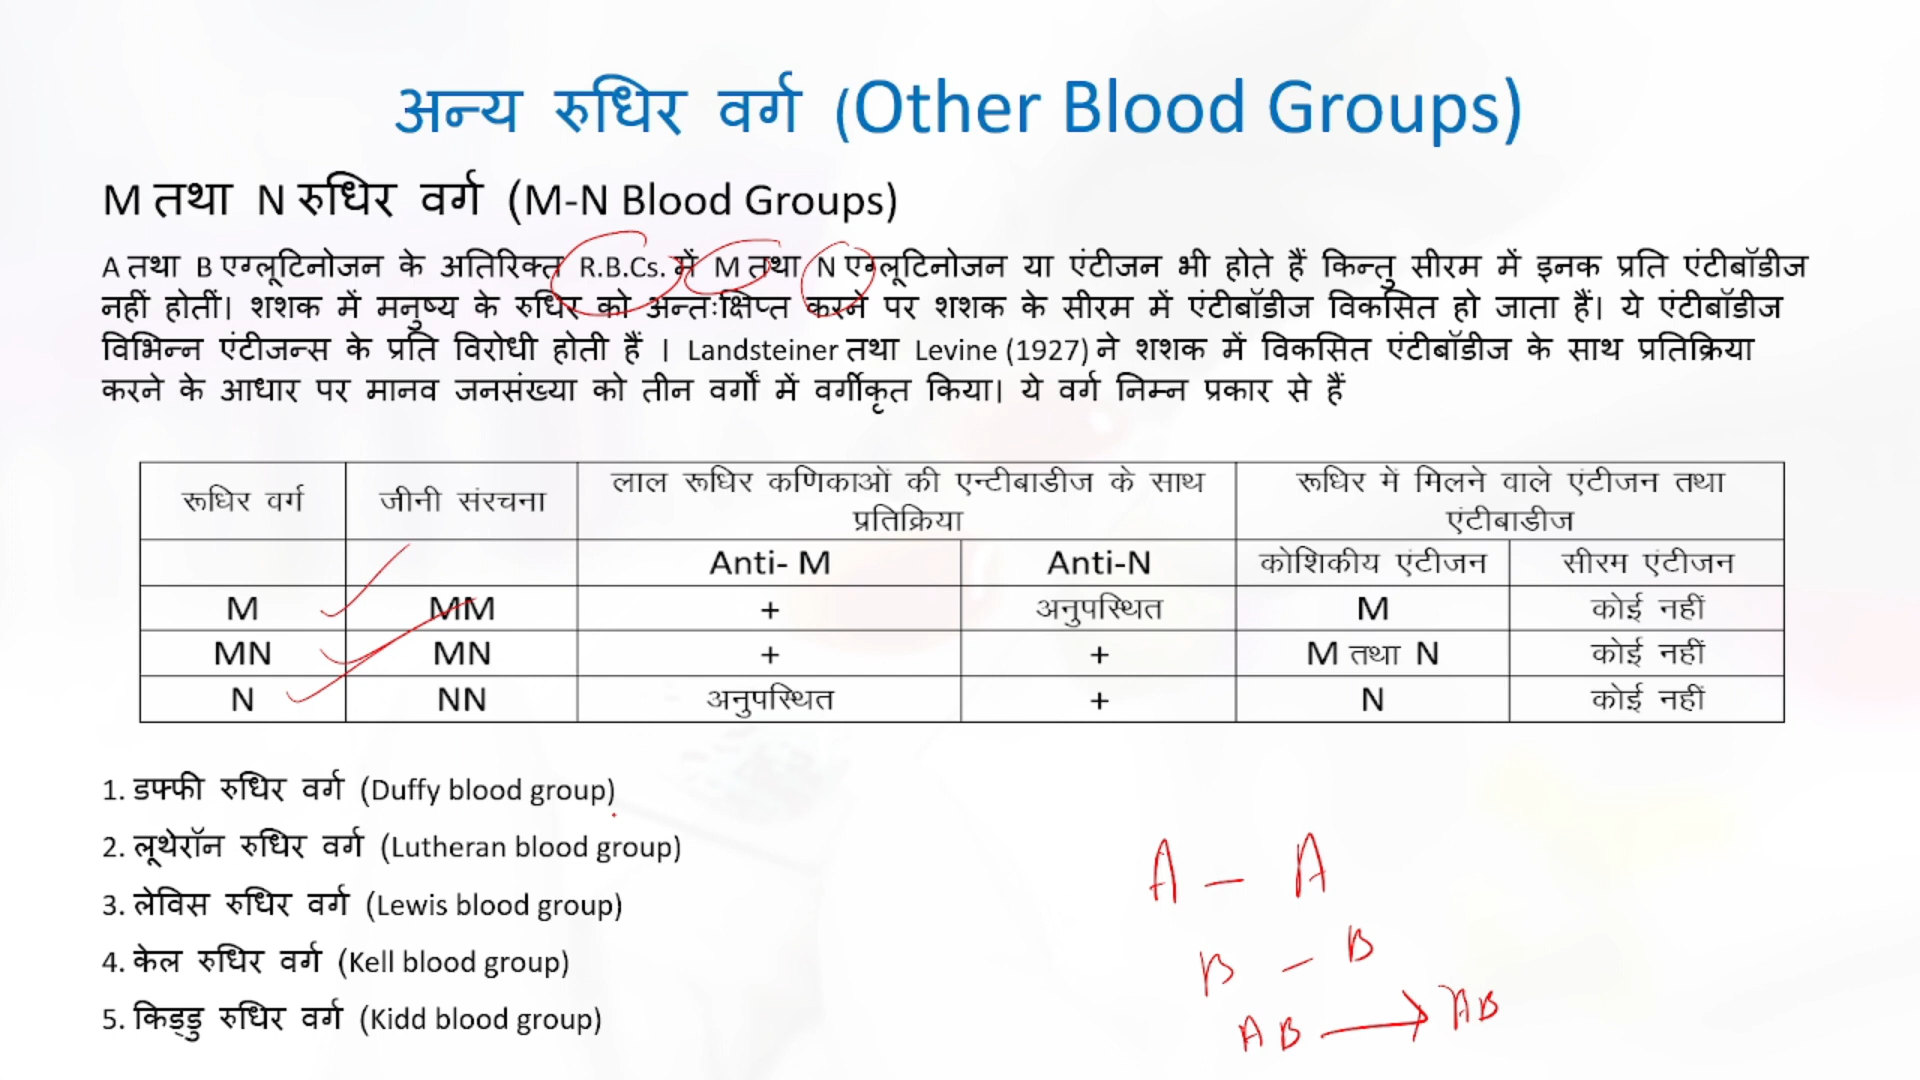 अन्य रुधिर वर्ग (Other Blood Groups)
M तथा N रुधिर वर्ग (M-N Blood Groups)
A तथा B एग्लूटिनोजन के अतिरिक्त R.B.Cs. में M तथा N एग्लूटिनोजन या एंटीजन भी होते हैं किन्तु सीरम में इनक प्रति एंटीबॉडीज
नहीं होतीं। शशक में मनुष्य के रुधिर को अन्तःक्षिप्त करने पर शशक के सीरम में एंटीबॉडीज विकसित हो जाता हैं। ये एंटीबॉडीज
विभिन्न एंटीजन्स के प्रति विरोधी होती हैं । Landsteiner तथा Levine (1927) ने शशक में विकसित एंटीबॉडीज के साथ प्रतिक्रिया
करने के आधार पर मानव जनसंख्या को तीन वर्गों में वर्गीकृत किया। ये वर्ग निम्न प्रकार से हैं
रूधिर वर्ग जीनी संरचना लाल रूधिर कणिकाओं की एन्टीबाडीज के साथ प्रतिक्रिया रूधिर में मिलने वाले एंटीजन तथा एंटीबाडीज
Anti- M Anti-N कोशिकीय एंटीजन सीरम एंटीजन
M MM + अनुपस्थित M कोई नहीं
MN MN + + M तथा N कोई नहीं
N NN अनुपस्थित + N कोई नहीं
1. डफ्फी रुधिर वर्ग (Duffy blood group)
2. लूथेरॉन रुधिर वर्ग (Lutheran blood group)
3. लेविस रुधिर वर्ग (Lewis blood group)
4. केल रुधिर वर्ग (Kell blood group)
5. किड्डु रुधिर वर्ग (Kidd blood group)
A – A
B – B
AB → AB